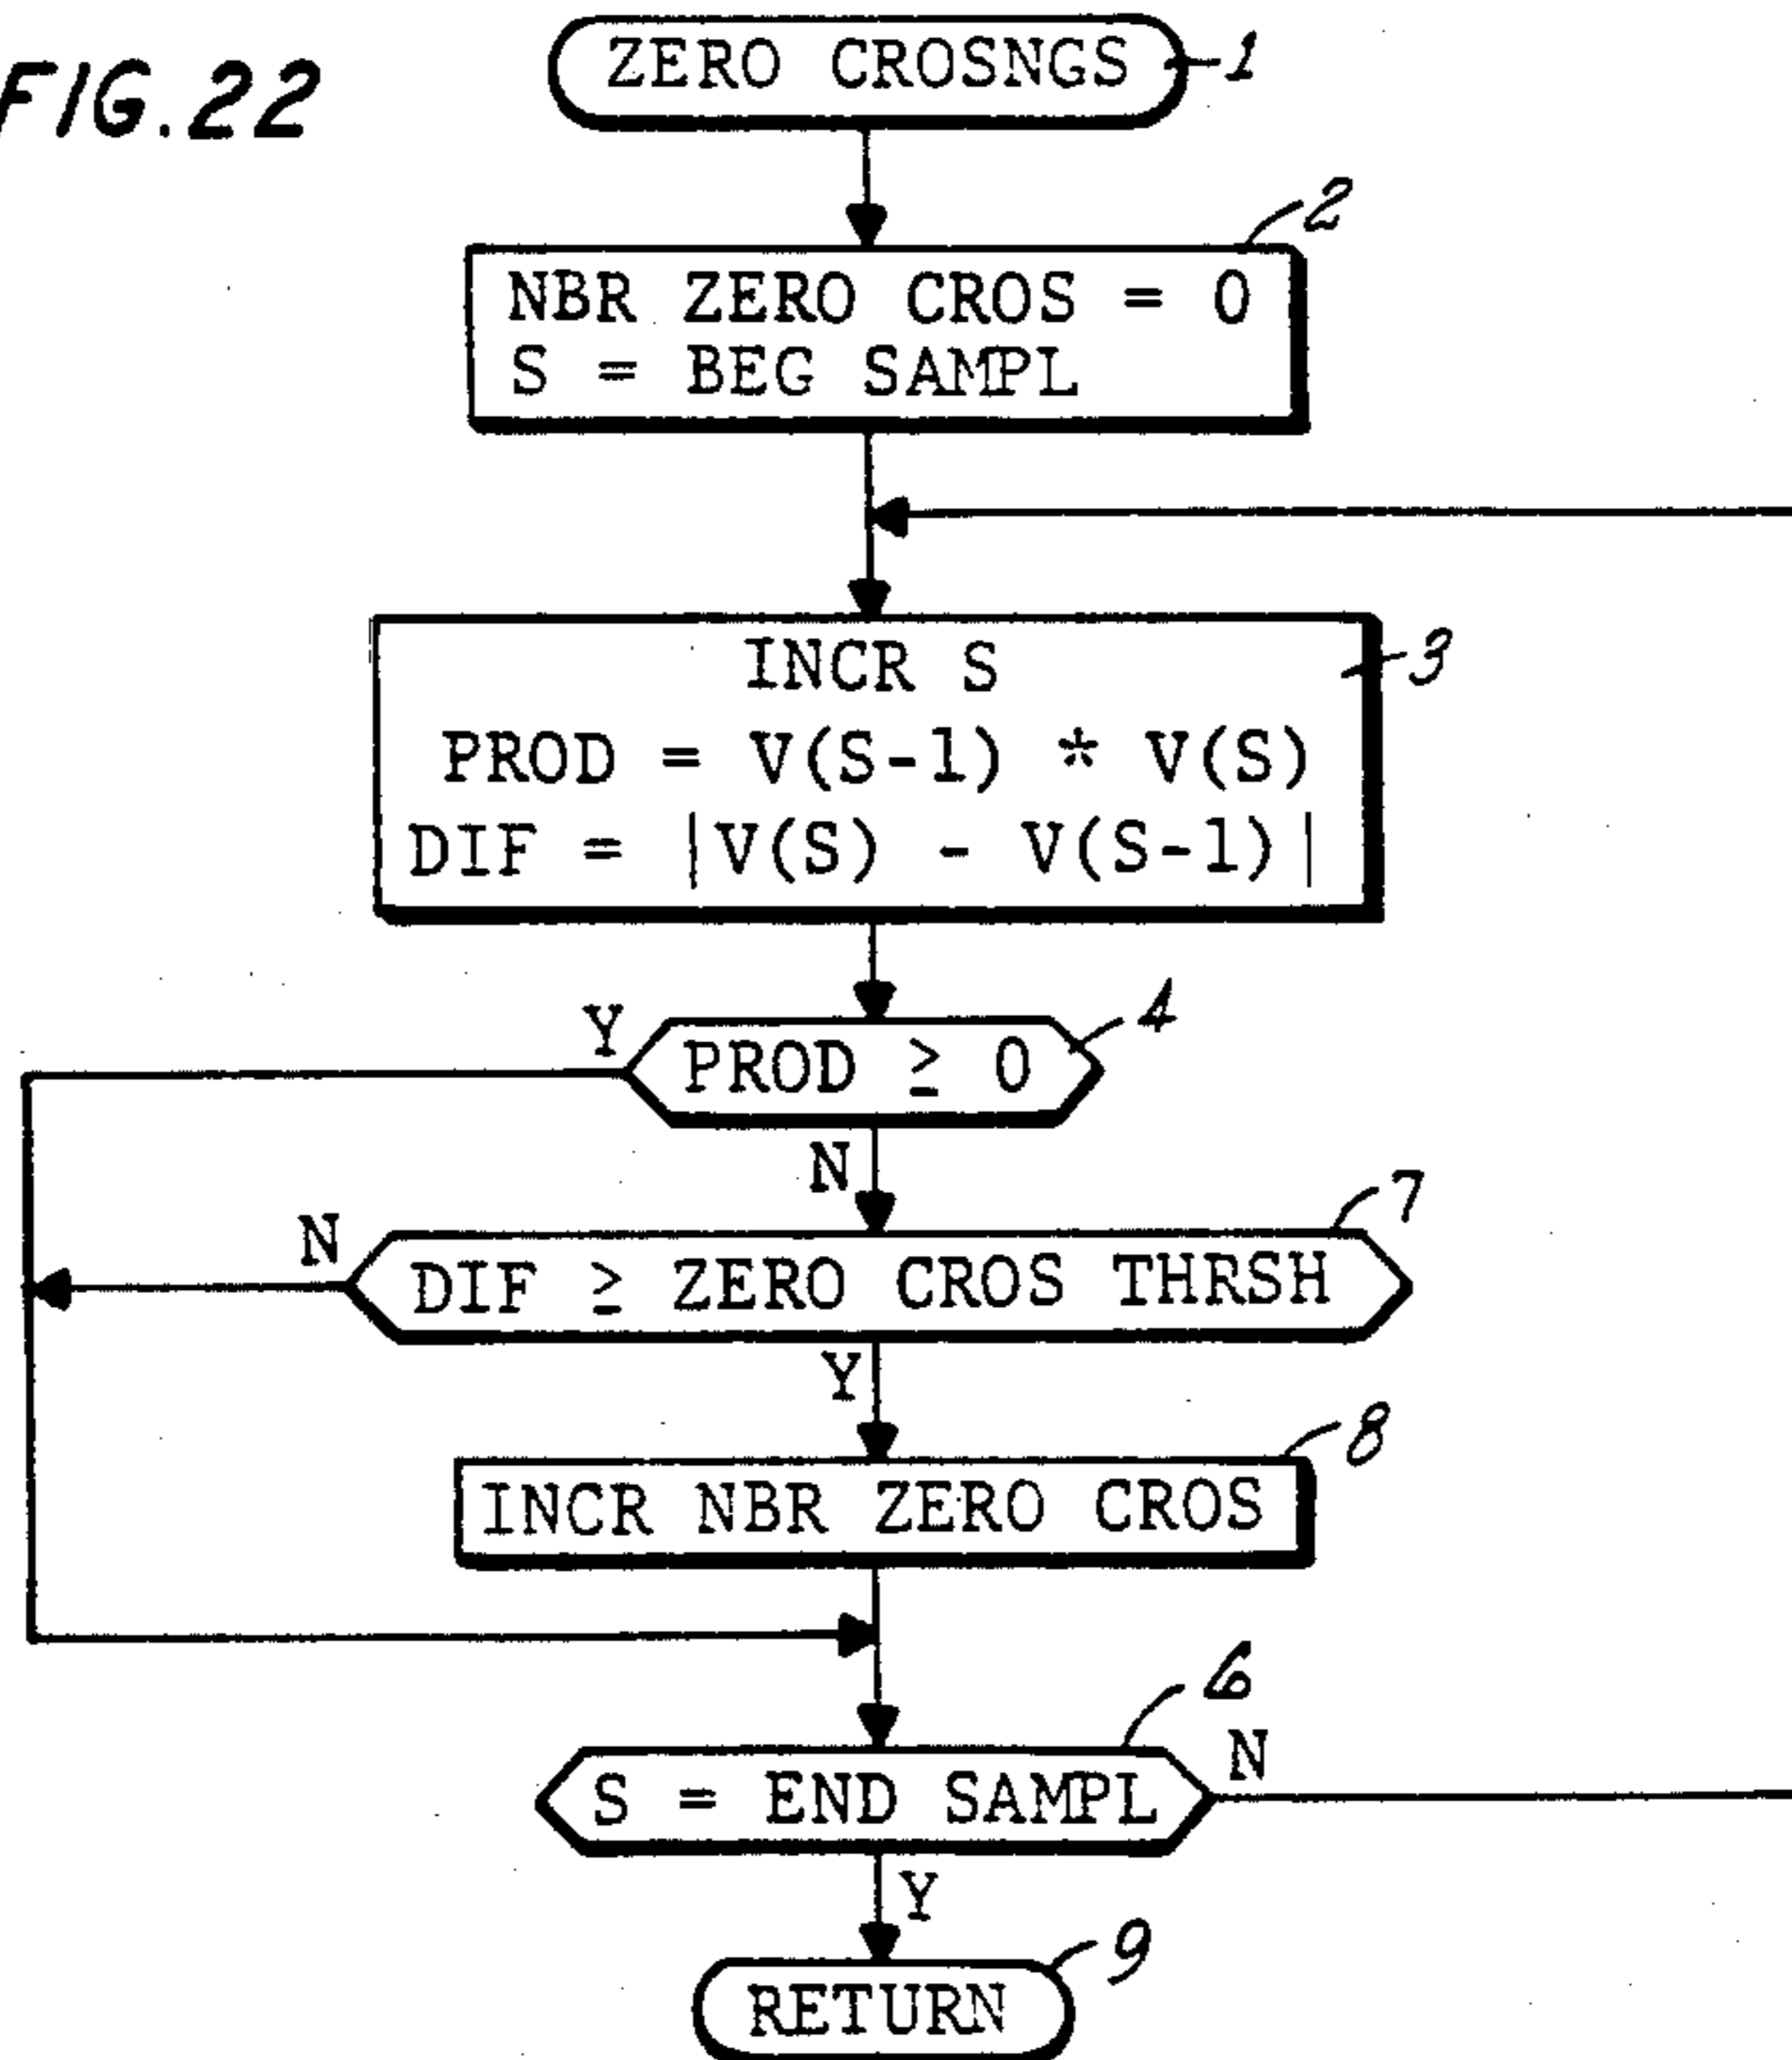 FIG.22
ZERO CROSNGS
1
2
NBR ZERO CROS = 0
S = BEG SAMPL
3
INCR S
PROD = V(S-1) * V(S)
DIF = |V(S) - V(S-1)|
4
Y
PROD ≥ 0
N
7
N
DIF ≥ ZERO CROS THRSH
Y
8
INCR NBR ZERO CROS
6
N
S = END SAMPL
Y
9
RETURN